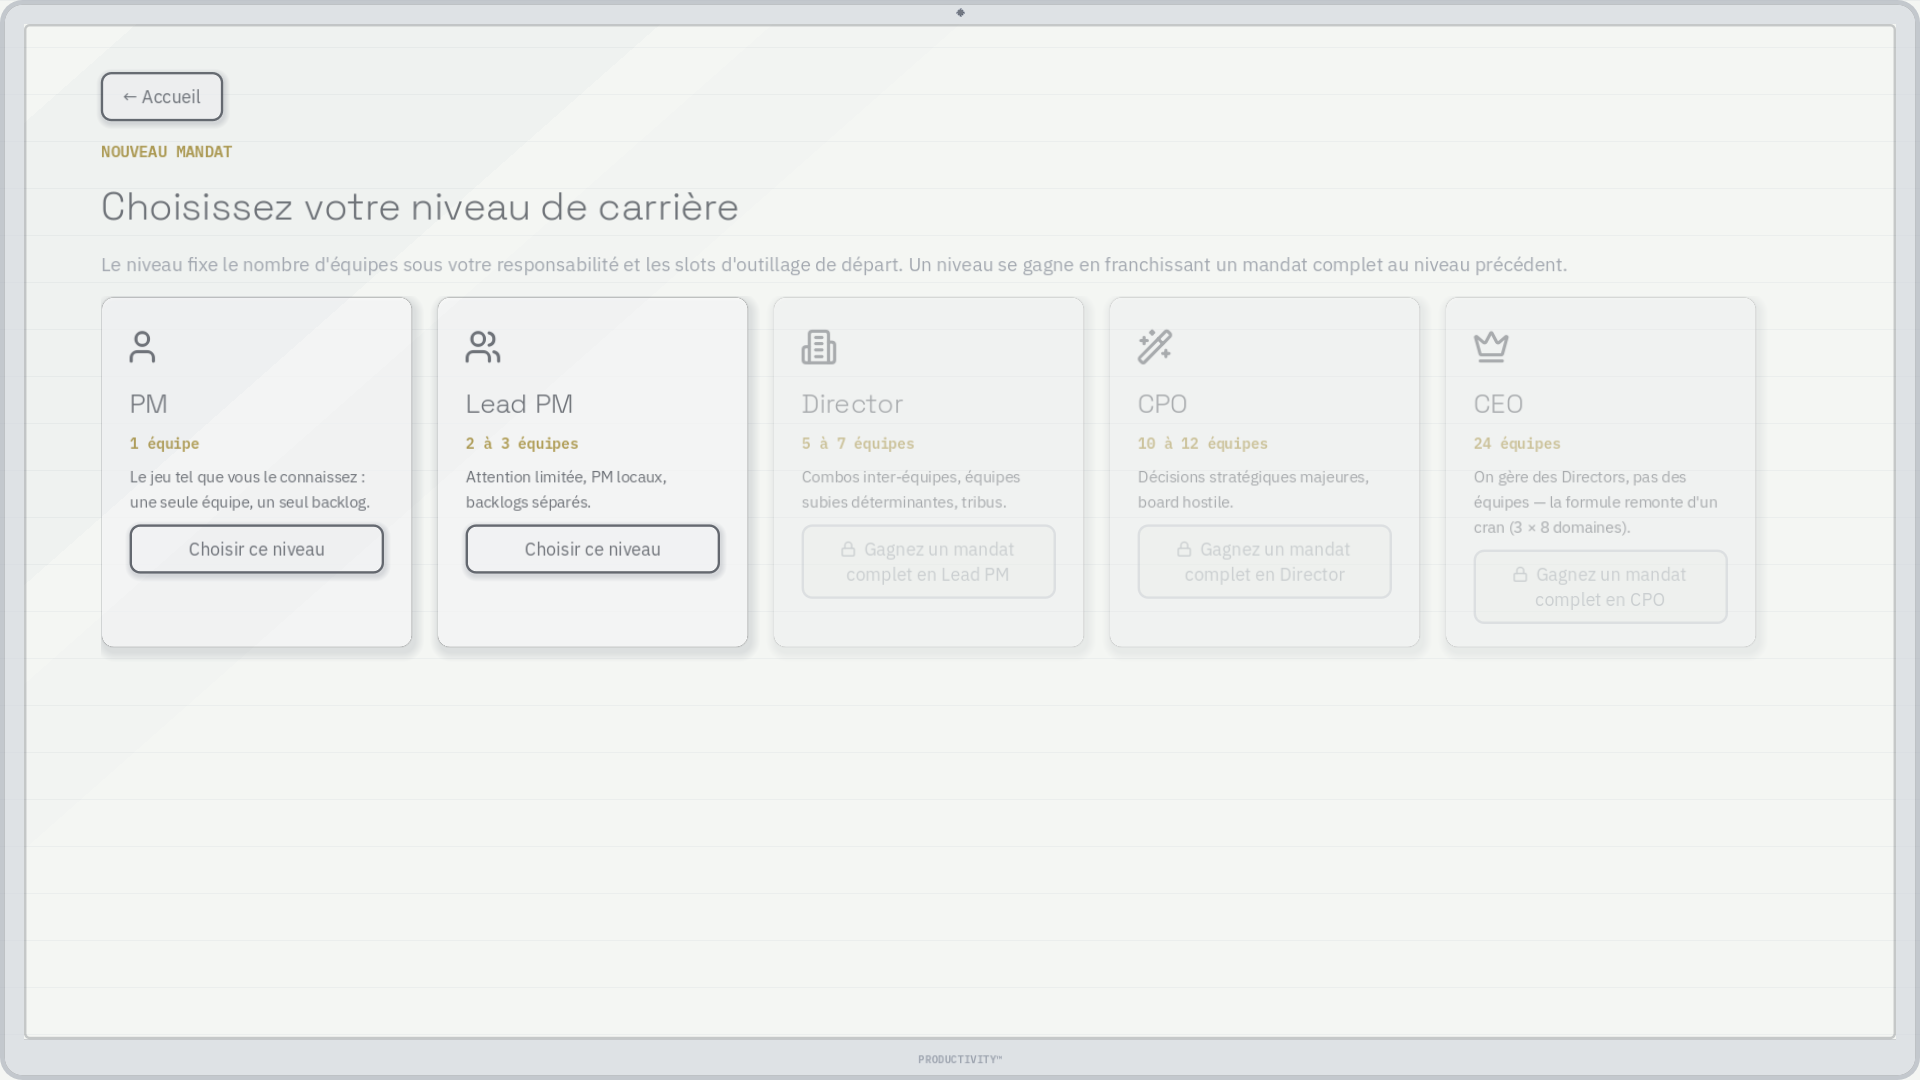 ← Accueil
NOUVEAU MANDAT
Choisissez votre niveau de carrière
Le niveau fixe le nombre d'équipes sous votre responsabilité et les slots d'outillage de départ. Un niveau se gagne en franchissant un mandat complet au niveau précédent.
PM
1 équipe
Le jeu tel que vous le connaissez :
une seule équipe, un seul backlog.
Choisir ce niveau
Lead PM
2 à 3 équipes
Attention limitée, PM locaux,
backlogs séparés.
Choisir ce niveau
Director
5 à 7 équipes
Combos inter-équipes, équipes
subies déterminantes, tribus.
Gagnez un mandat
complet en Lead PM
CPO
10 à 12 équipes
Décisions stratégiques majeures,
board hostile.
Gagnez un mandat
complet en Director
CEO
24 équipes
On gère des Directors, pas des
équipes — la formule remonte d'un
cran (3 × 8 domaines).
Gagnez un mandat
complet en CPO
PRODUCTIVITY™